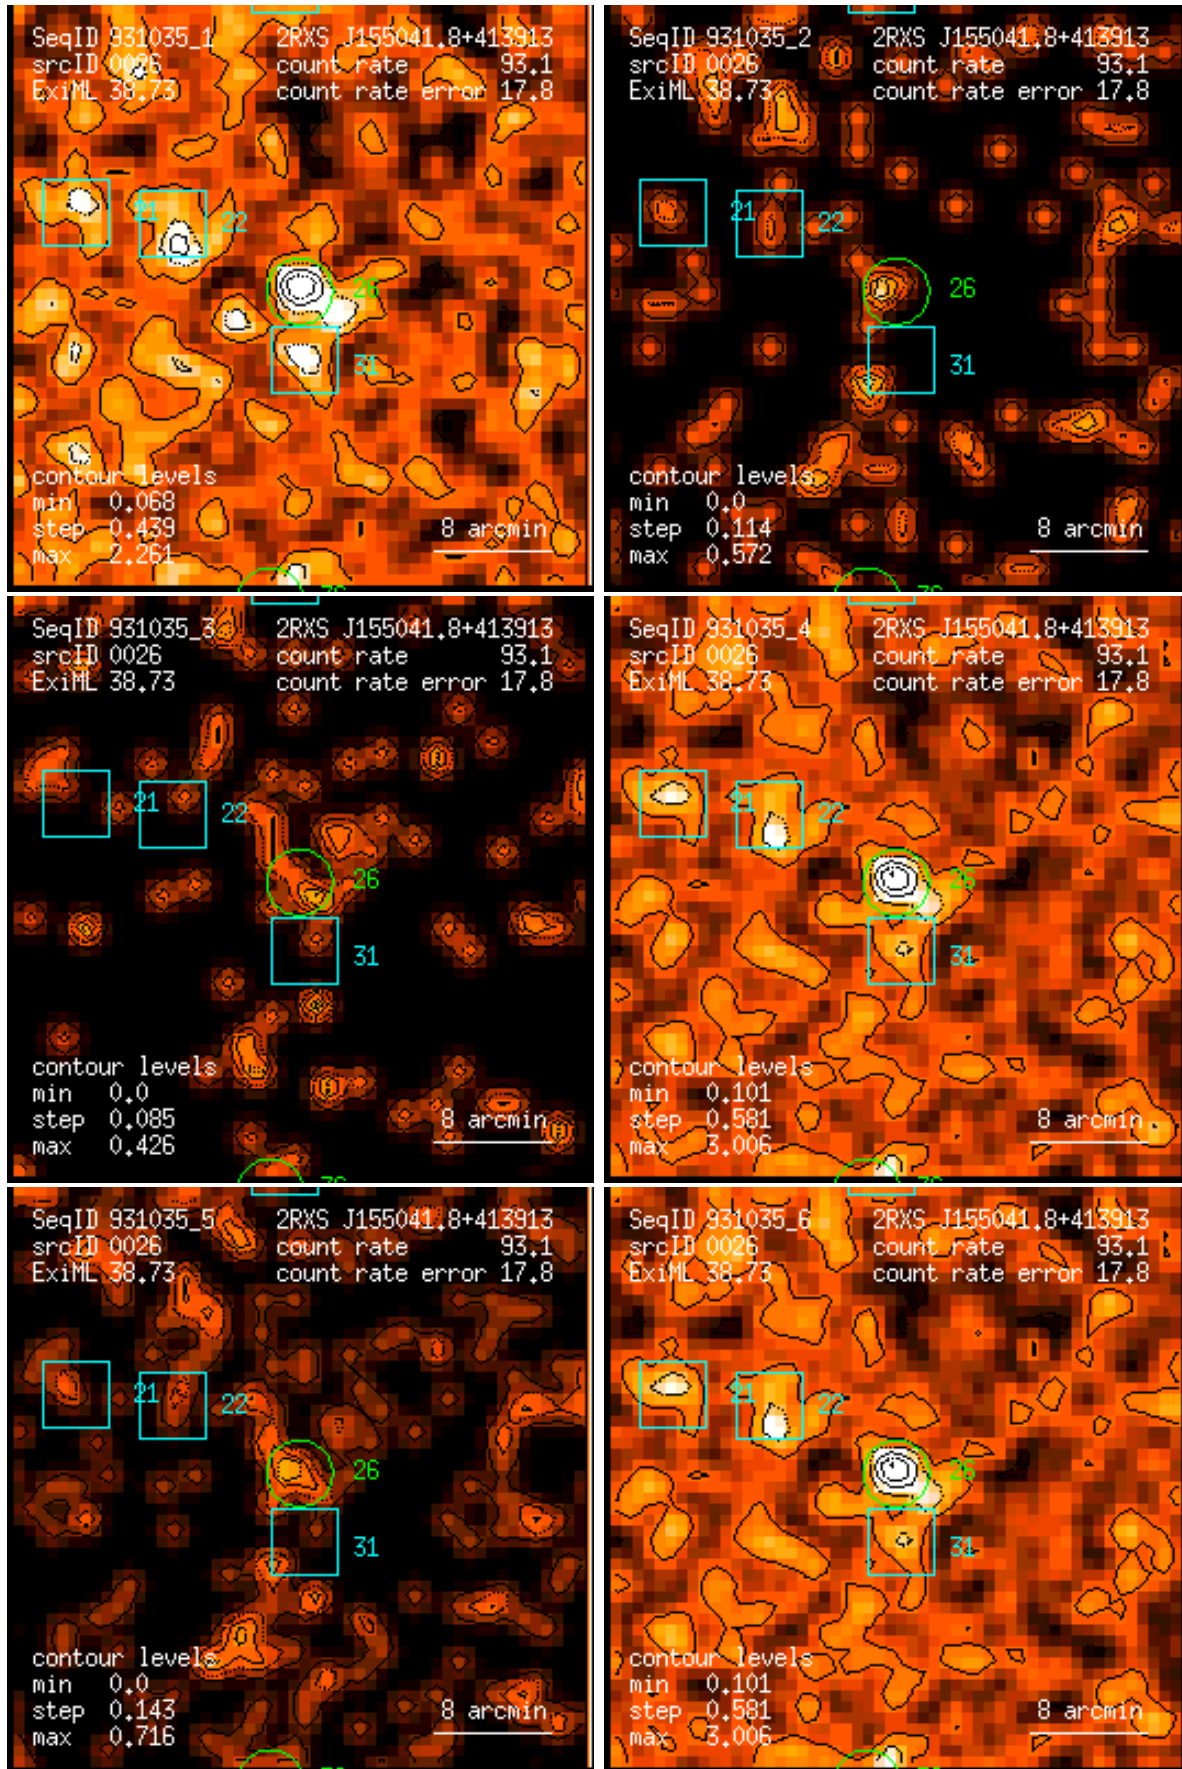 SeqID 931035_1 2RXS J155041.8+413913
srcID 0026 count rate 93.1
ExiML 38.73 count rate error 17.8
21 22
26
31
contour levels
min 0.068
step 0.439 8 arcmin
max 2.261
SeqID 931035_2 2RXS J155041.8+413913
srcID 0026 count rate 93.1
ExiML 38.73 count rate error 17.8
21 22
26
31
contour levels
min 0.0
step 0.114 8 arcmin
max 0.572
SeqID 931035_3 2RXS J155041.8+413913
srcID 0026 count rate 93.1
ExiML 38.73 count rate error 17.8
21 22
26
31
contour levels
min 0.0
step 0.085 8 arcmin
max 0.426
SeqID 931035_4 2RXS J155041.8+413913
srcID 0026 count rate 93.1
ExiML 38.73 count rate error 17.8
21 22
26
31
contour levels
min 0.101
step 0.581 8 arcmin
max 3.006
SeqID 931035_5 2RXS J155041.8+413913
srcID 0026 count rate 93.1
ExiML 38.73 count rate error 17.8
21 22
26
31
contour levels
min 0.0
step 0.143 8 arcmin
max 0.716
SeqID 931035_6 2RXS J155041.8+413913
srcID 0026 count rate 93.1
ExiML 38.73 count rate error 17.8
21 22
26
31
contour levels
min 0.101
step 0.581 8 arcmin
max 3.006